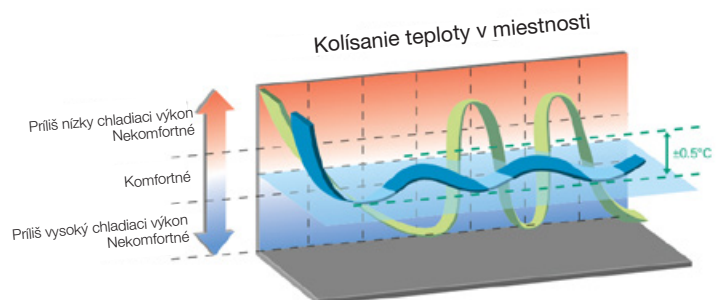 Kolísanie teploty v miestnosti
Príliš nízky chladiaci výkon
Nekomfortné
Komfortné
Príliš vysoký chladiaci výkon
Nekomfortné
±0.5°C